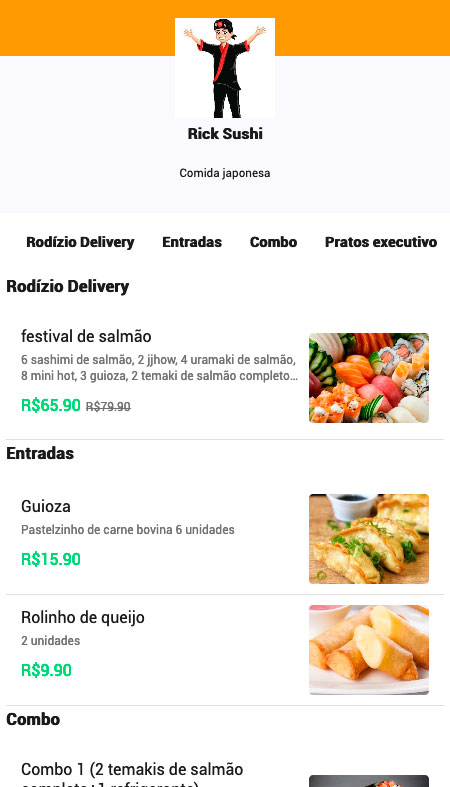 Rick Sushi
Comida japonesa
Rodízio Delivery Entradas Combo Pratos executivo
Rodízio Delivery
festival de salmão
6 sashimi de salmão, 2 jjhow, 4 uramaki de salmão,
8 mini hot, 3 guioza, 2 temaki de salmão completo...
R$65.90 R$79.90
Entradas
Guioza
Pastelzinho de carne bovina 6 unidades
R$15.90
Rolinho de queijo
2 unidades
R$9.90
Combo
Combo 1 (2 temakis de salmão
completo+1 refrigerante)